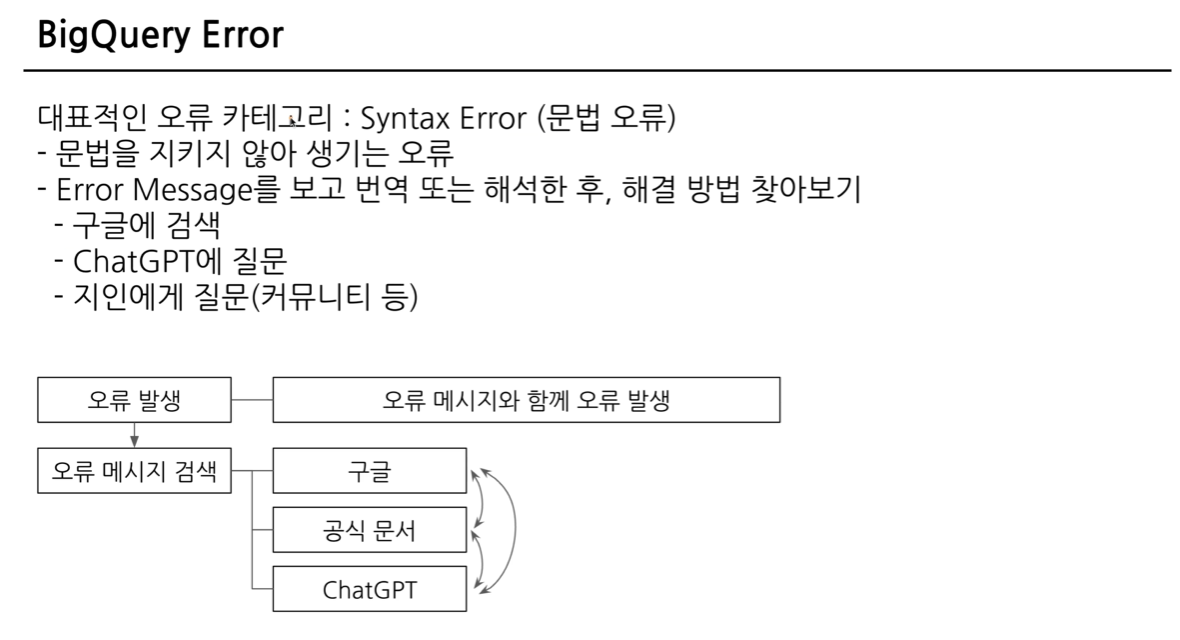 BigQuery Error
대표적인 오류 카테고리 : Syntax Error (문법 오류)
- 문법을 지키지 않아 생기는 오류
- Error Message를 보고 번역 또는 해석한 후, 해결 방법 찾아보기
- 구글에 검색
- ChatGPT에 질문
- 지인에게 질문(커뮤니티 등)
오류 발생
오류 메시지와 함께 오류 발생
오류 메시지 검색
구글
공식 문서
ChatGPT